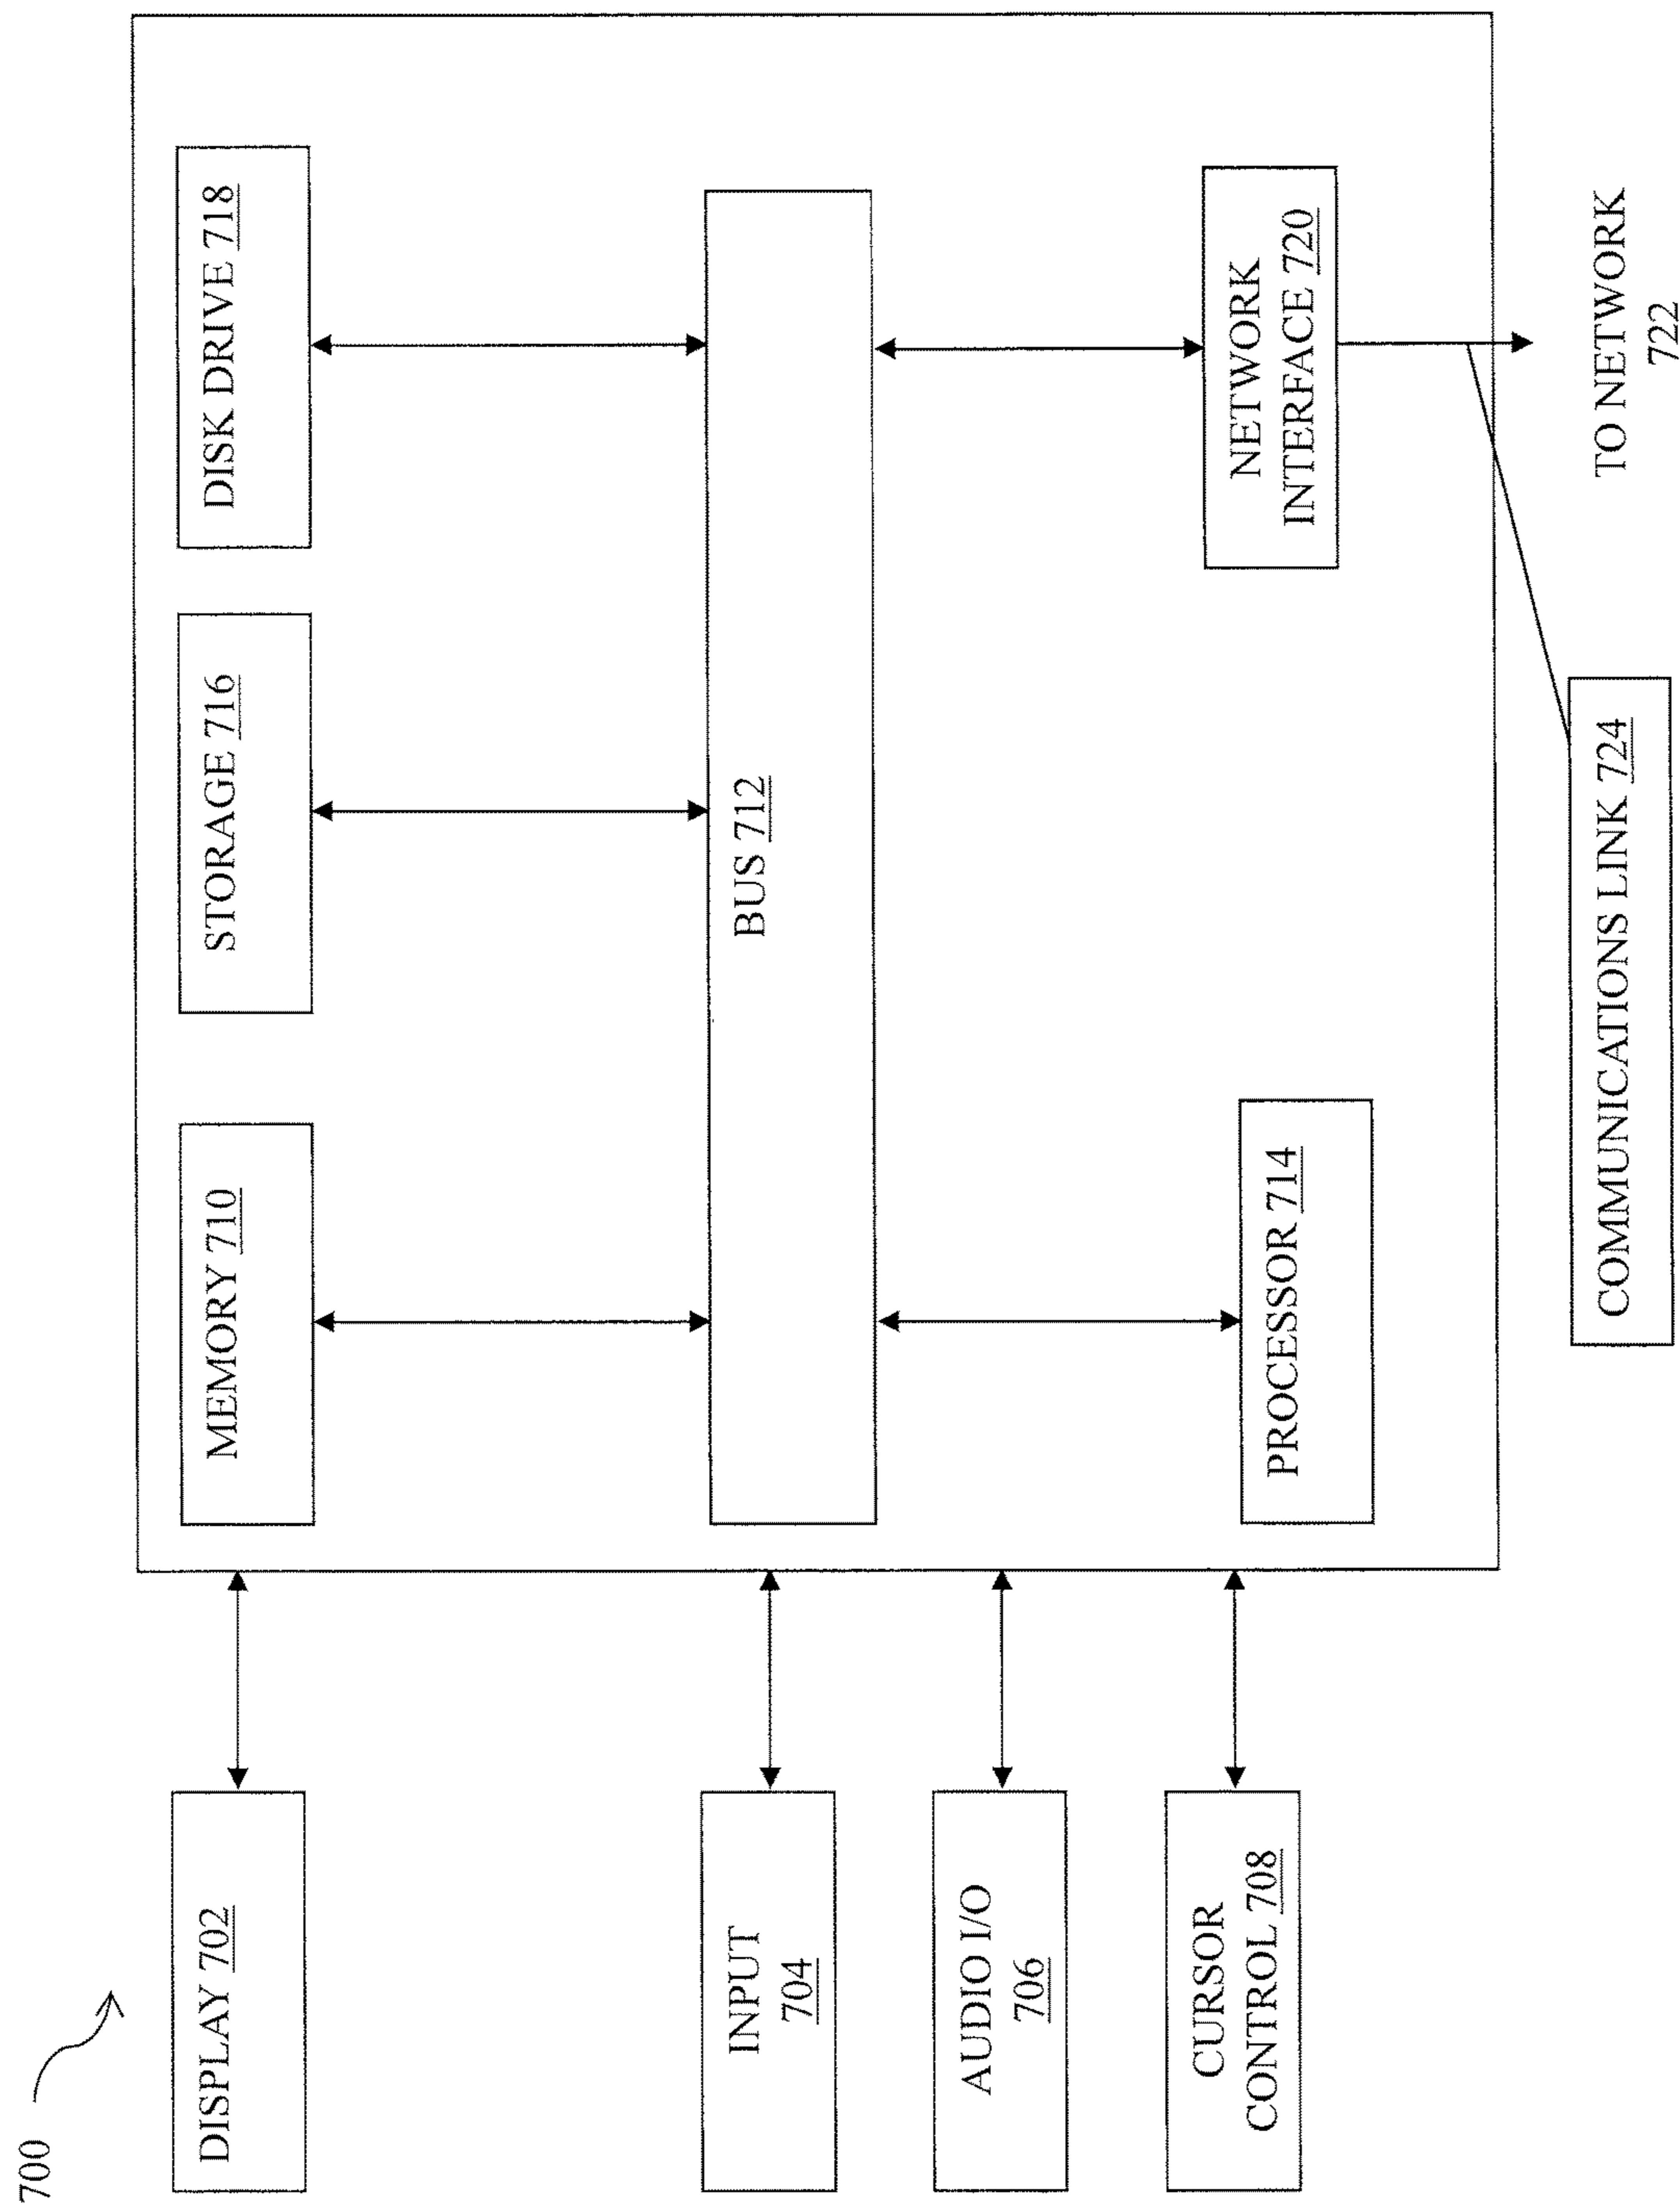 700
DISPLAY 702
INPUT
704
AUDIO I/O
706
CURSOR
CONTROL 708
MEMORY 710
STORAGE 716
DISK DRIVE 718
BUS 712
PROCESSOR 714
NETWORK
INTERFACE 720
COMMUNICATIONS LINK 724
TO NETWORK
722